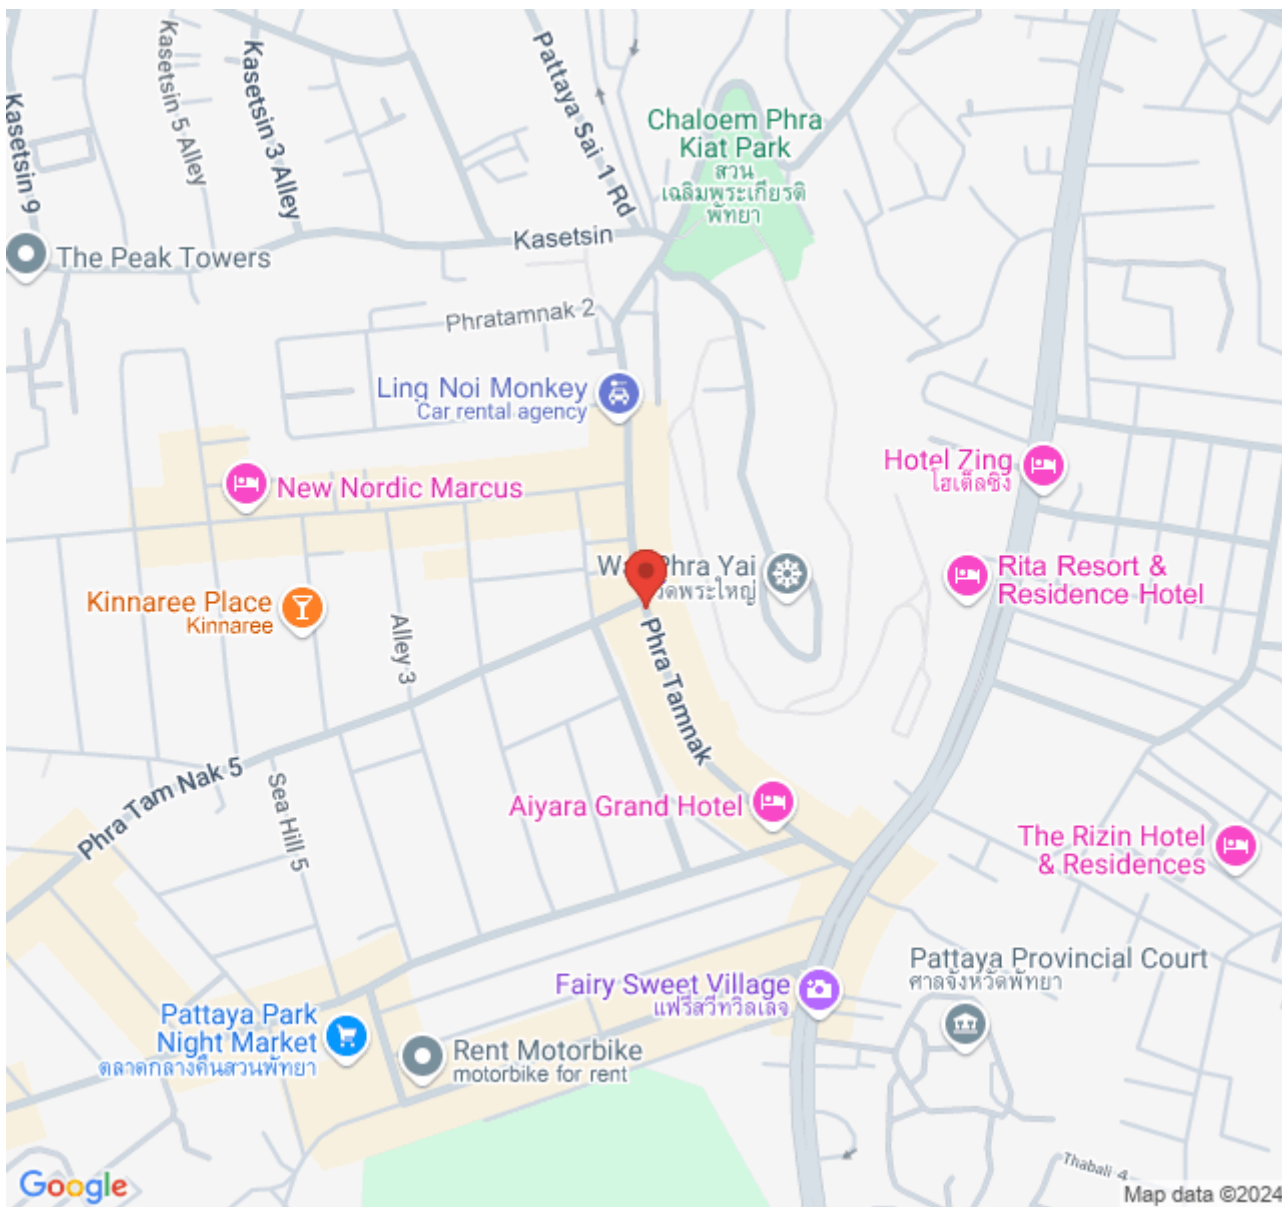 Kasetsin 5 Alley
Kasetsin 3 Alley
Pattaya Sai 1 Rd
Kasetsin 9
Chaloem Phra
Kiat Park
สวน
เฉลิมพระเกียรติ
พัทยา
Kasetsin
The Peak Towers
Phratamnak 2
Ling Noi Monkey
Car rental agency
Hotel Zing
โฮเต็ลซิง
New Nordic Marcus
Phra Yai
วัดพระใหญ่
Rita Resort &
Residence Hotel
Kinnaree Place
Kinnaree
Alley 3
Phra Tamnak
Phra Tam Nak 5
Sea Hill 5
Aiyara Grand Hotel
The Rizin Hotel
& Residences
Pattaya Provincial Court
ศาลจังหวัดพัทยา
Fairy Sweet Village
แฟรี่สวีทวิลเลจ
Pattaya Park
Night Market
ตลาดกลางคืนสวนพัทยา
Rent Motorbike
motorbike for rent
Thabali 4
Google
Map data ©2024